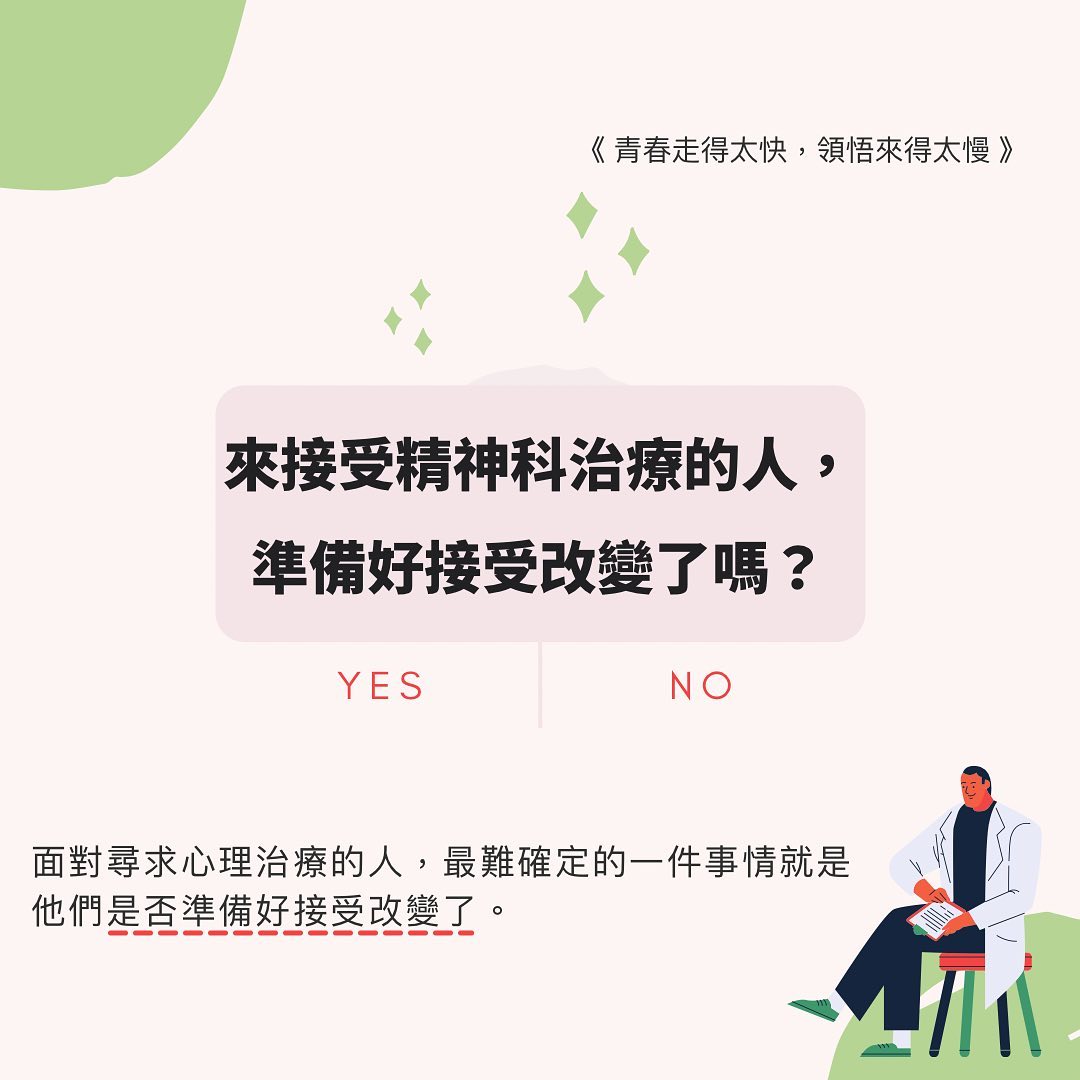 《 青春走得太快，領悟來得太慢 》
來接受精神科治療的人，
準備好接受改變了嗎？
YES
NO
面對尋求心理治療的人，最難確定的一件事情就是
他們是否準備好接受改變了。